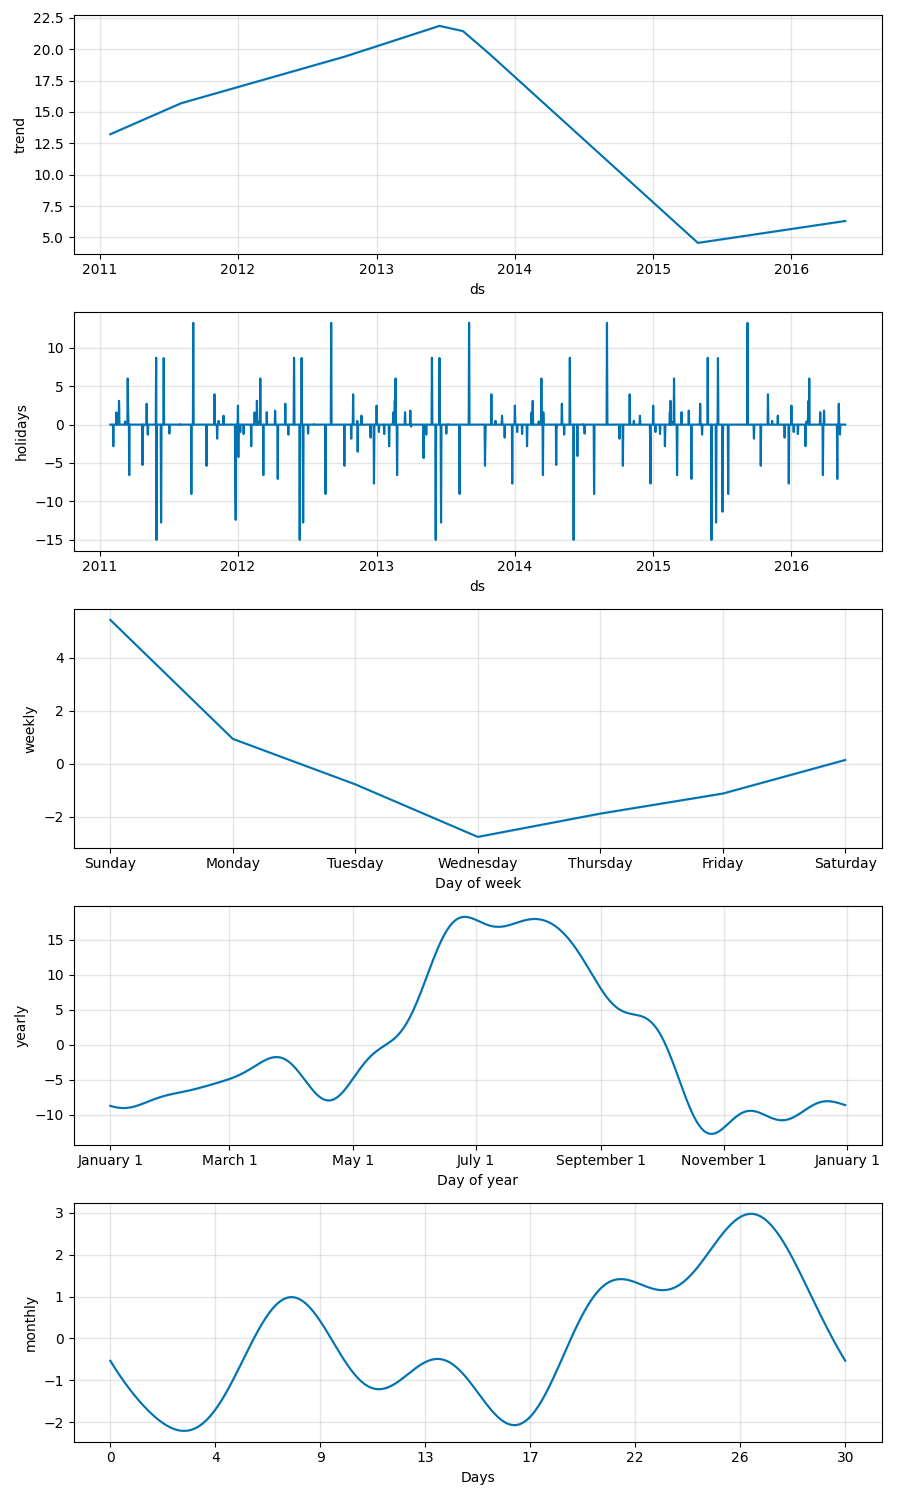 22.5
20.0
17.5
15.0
12.5
10.0
7.5
5.0
trend
2011 2012 2013 2014 2015 2016
ds
10
5
0
−5
−10
−15
holidays
2011 2012 2013 2014 2015 2016
ds
4
2
0
−2
weekly
Sunday Monday Tuesday Wednesday Thursday Friday Saturday
Day of week
15
10
5
0
−5
−10
yearly
January 1 March 1 May 1 July 1 September 1 November 1 January 1
Day of year
3
2
1
0
−1
−2
monthly
0 4 9 13 17 22 26 30
Days